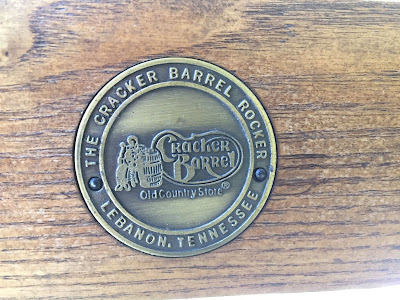 THE CRACKER BARREL ROCKER
Cracker
Barrel
Old Country Store®
LEBANON, TENNESSEE